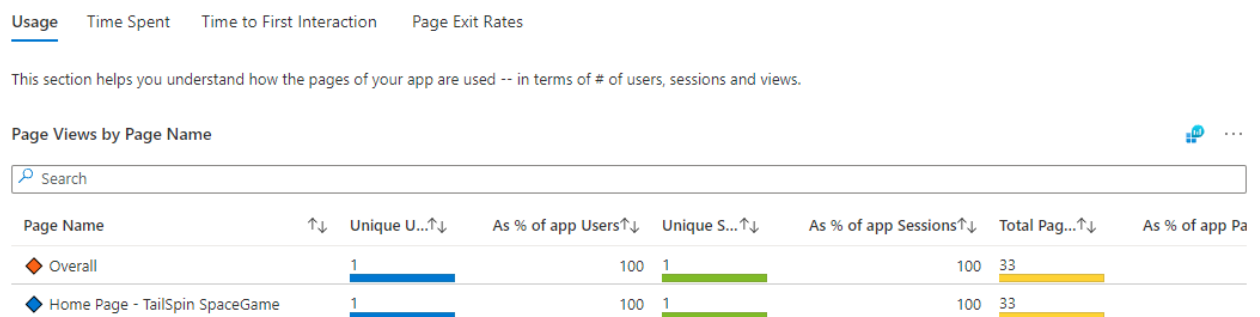 Usage Time Spent Time to First Interaction Page Exit Rates
This section helps you understand how the pages of your app are used -- in terms of # of users, sessions and views.
Page Views by Page Name
Search
Page Name Unique U... As % of app Users Unique S... As % of app Sessions Total Pag... As % of app Pa
Overall 1 100 1 100 33
Home Page - TailSpin SpaceGame 1 100 1 100 33